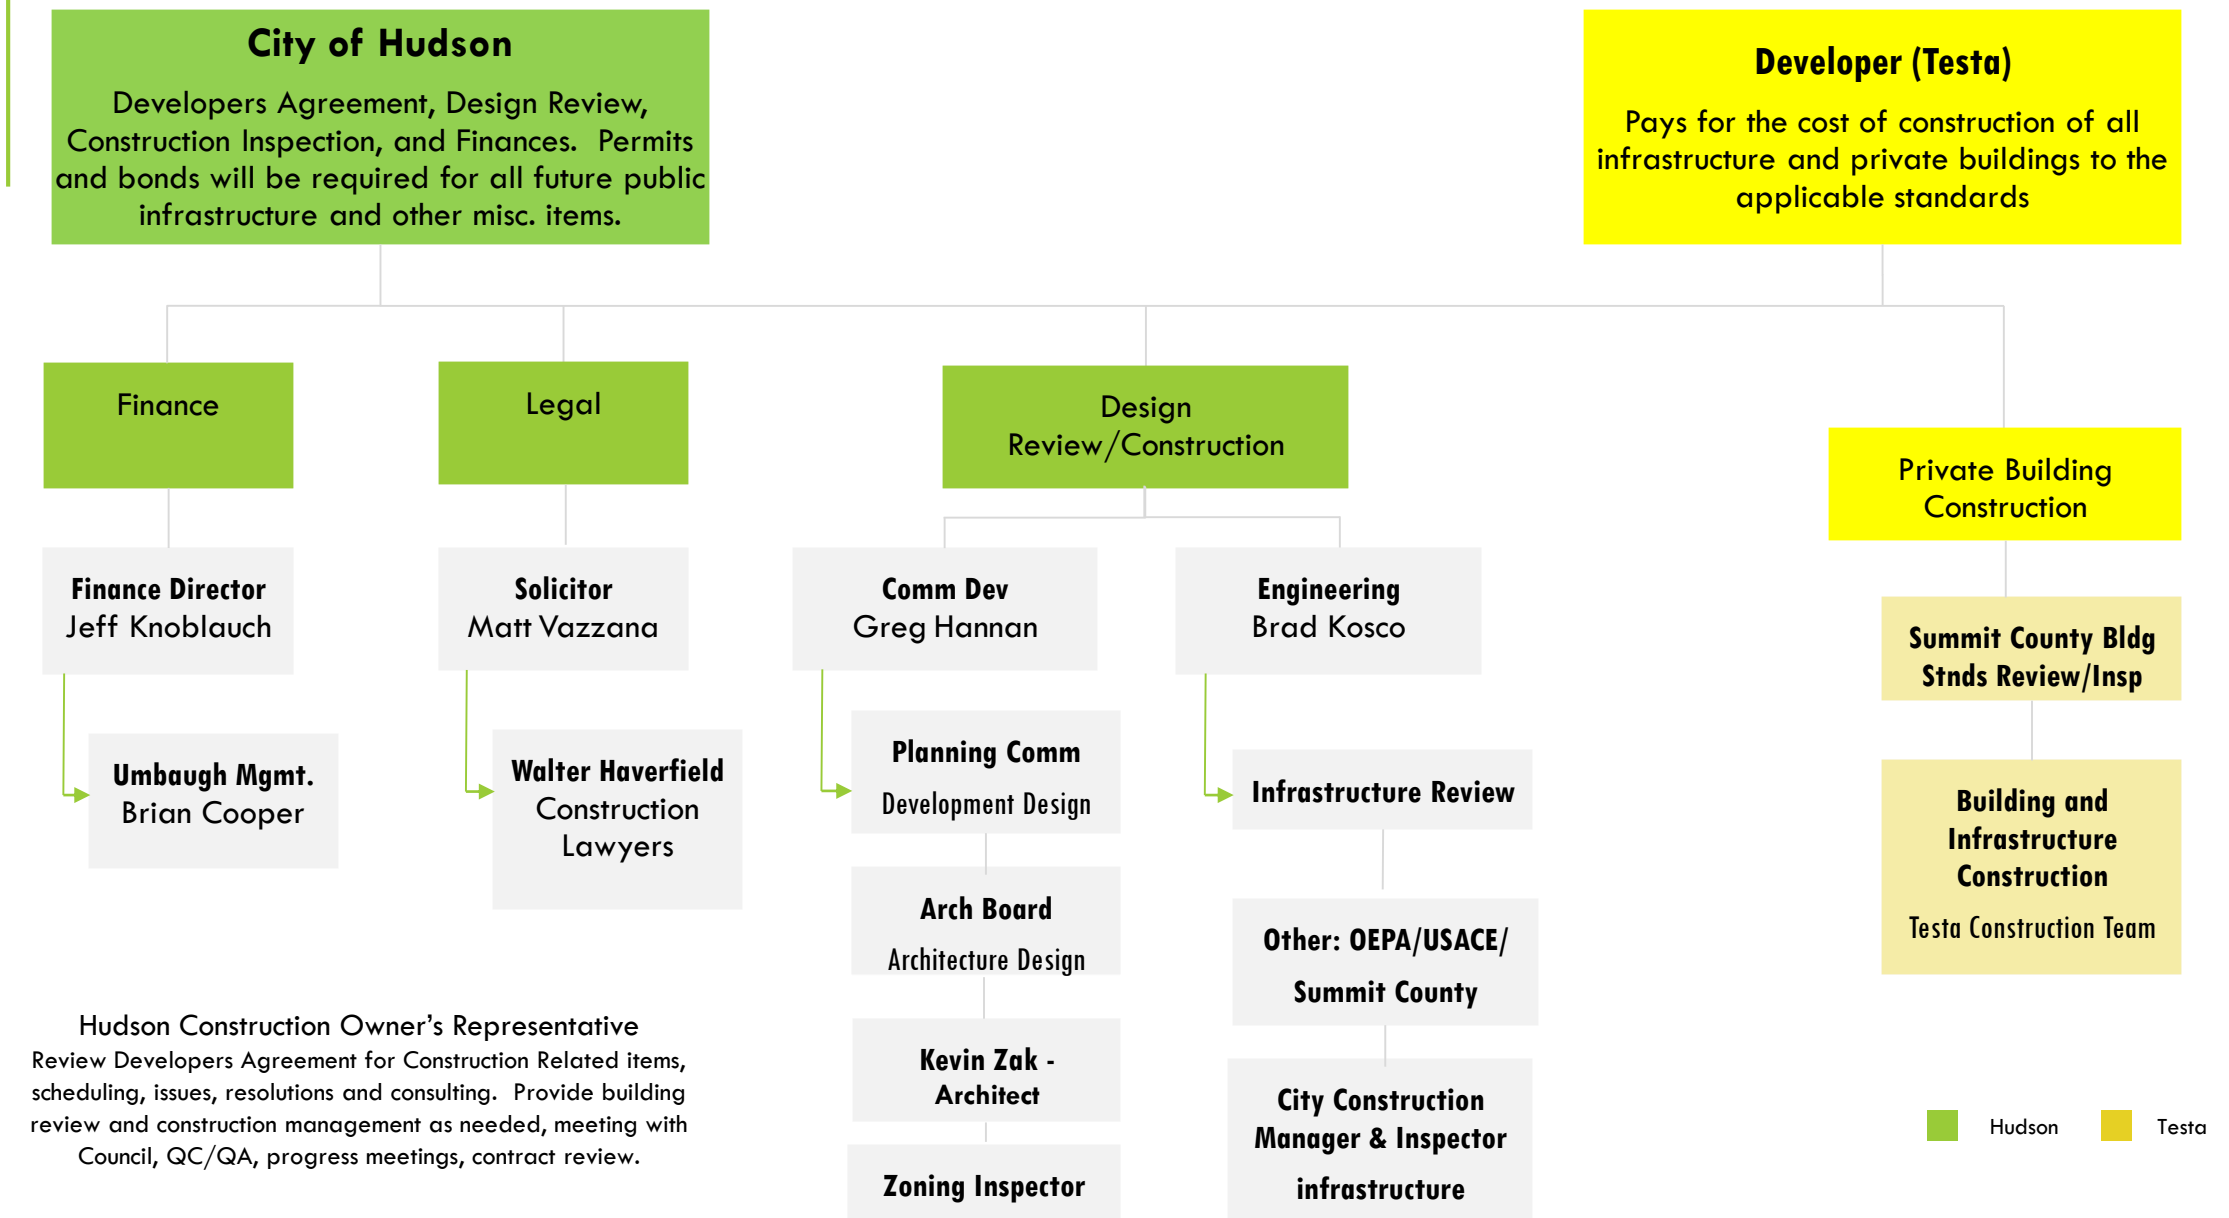 City of Hudson
Developers Agreement, Design Review,
Construction Inspection, and Finances.  Permits
and bonds will be required for all future public
infrastructure and other misc. items.
Developer (Testa)
Pays for the cost of construction of all
infrastructure and private buildings to the
applicable standards
Finance
Legal
Design
Review/Construction
Private Building
Construction
Finance Director
Jeff Knoblauch
Solicitor
Matt Vazzana
Comm Dev
Greg Hannan
Engineering
Brad Kosco
Summit County Bldg
Stnds Review/Insp
Umbaugh Mgmt.
Brian Cooper
Walter Haverfield
Construction
Lawyers
Planning Comm
Development Design
Infrastructure Review
Building and
Infrastructure
Construction
Testa Construction Team
Arch Board
Architecture Design
Other: OEPA/USACE/
Summit County
Kevin Zak -
Architect
City Construction
Manager & Inspector
infrastructure
Zoning Inspector
Hudson Construction Owner’s Representative
Review Developers Agreement for Construction Related items,
scheduling, issues, resolutions and consulting.  Provide building
review and construction management as needed, meeting with
Council, QC/QA, progress meetings, contract review.
Hudson
Testa